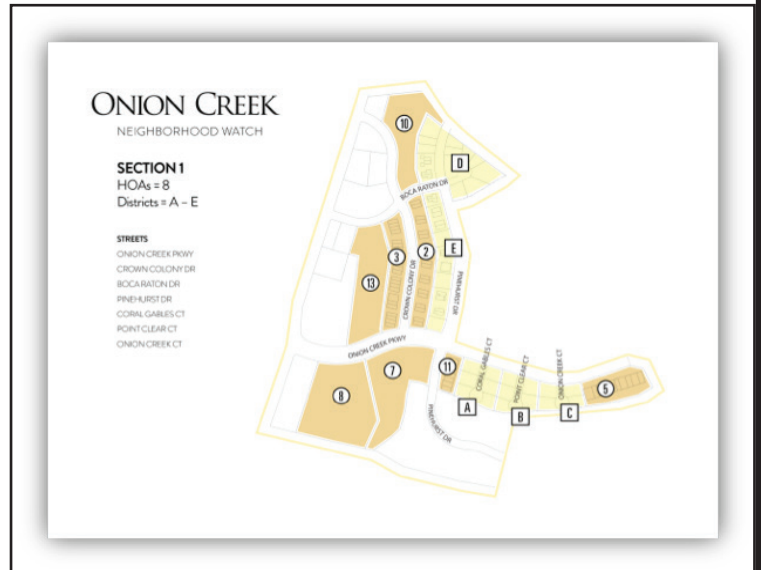 ONION CREEK
NEIGHBORHOOD WATCH
SECTION 1
HOAs = 8
Districts = A – E
STREETS
ONION CREEK PKWY
CROWN COLONY DR
BOCA RATON DR
PINEHURST DR
CORAL GABLES CT
POINT CLEAR CT
ONION CREEK CT
10
D
BOCA RATON DR
3
2
E
13
CROWN COLONY DR
PINEHURST DR
ONION CREEK PKWY
7
8
11
CORAL GABLES CT
POINT CLEAR CT
ONION CREEK CT
5
A
B
C
PINEHURST DR